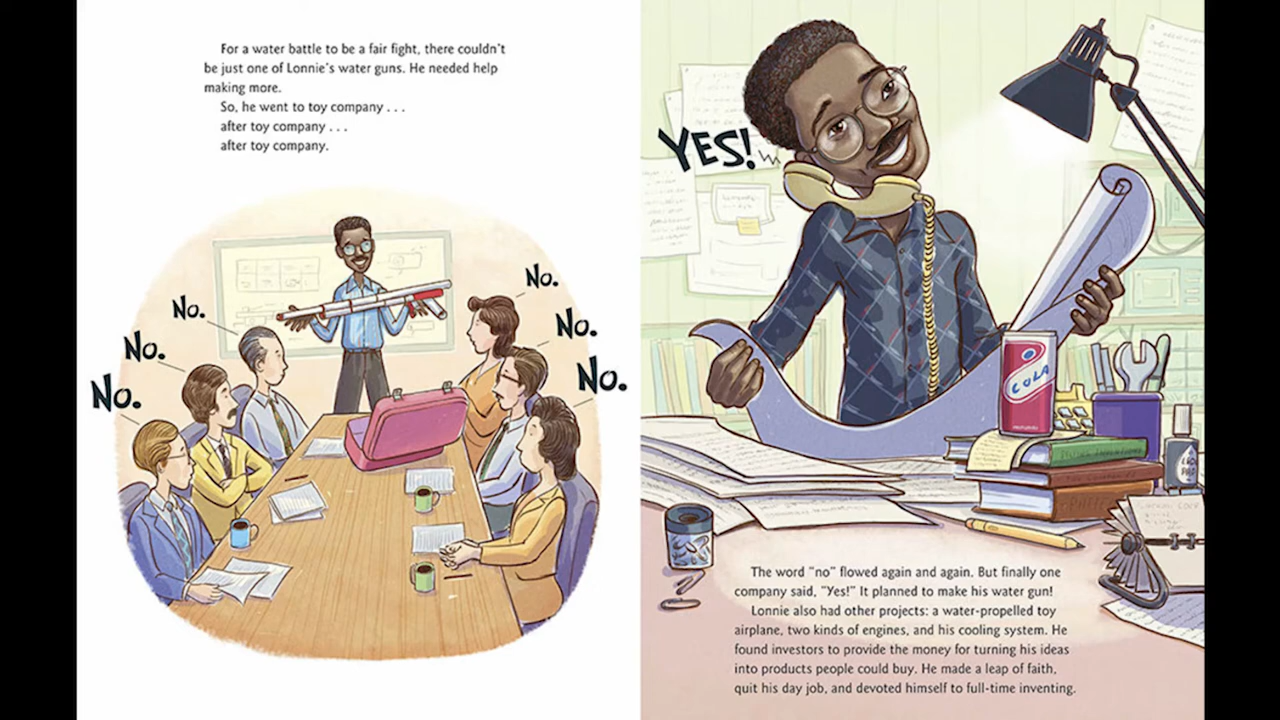 For a water battle to be a fair fight, there couldn't
be just one of Lonnie's water guns. He needed help
making more.
So, he went to toy company . . .
after toy company . . .
after toy company.
No.
No.
No.
No.
No.
No.
YES!
COLA
The word "no" flowed again and again. But finally one
company said, "Yes!" It planned to make his water gun!
Lonnie also had other projects: a water-propelled toy
airplane, two kinds of engines, and his cooling system. He
found investors to provide the money for turning his ideas
into products people could buy. He made a leap of faith,
quit his day job, and devoted himself to full-time inventing.